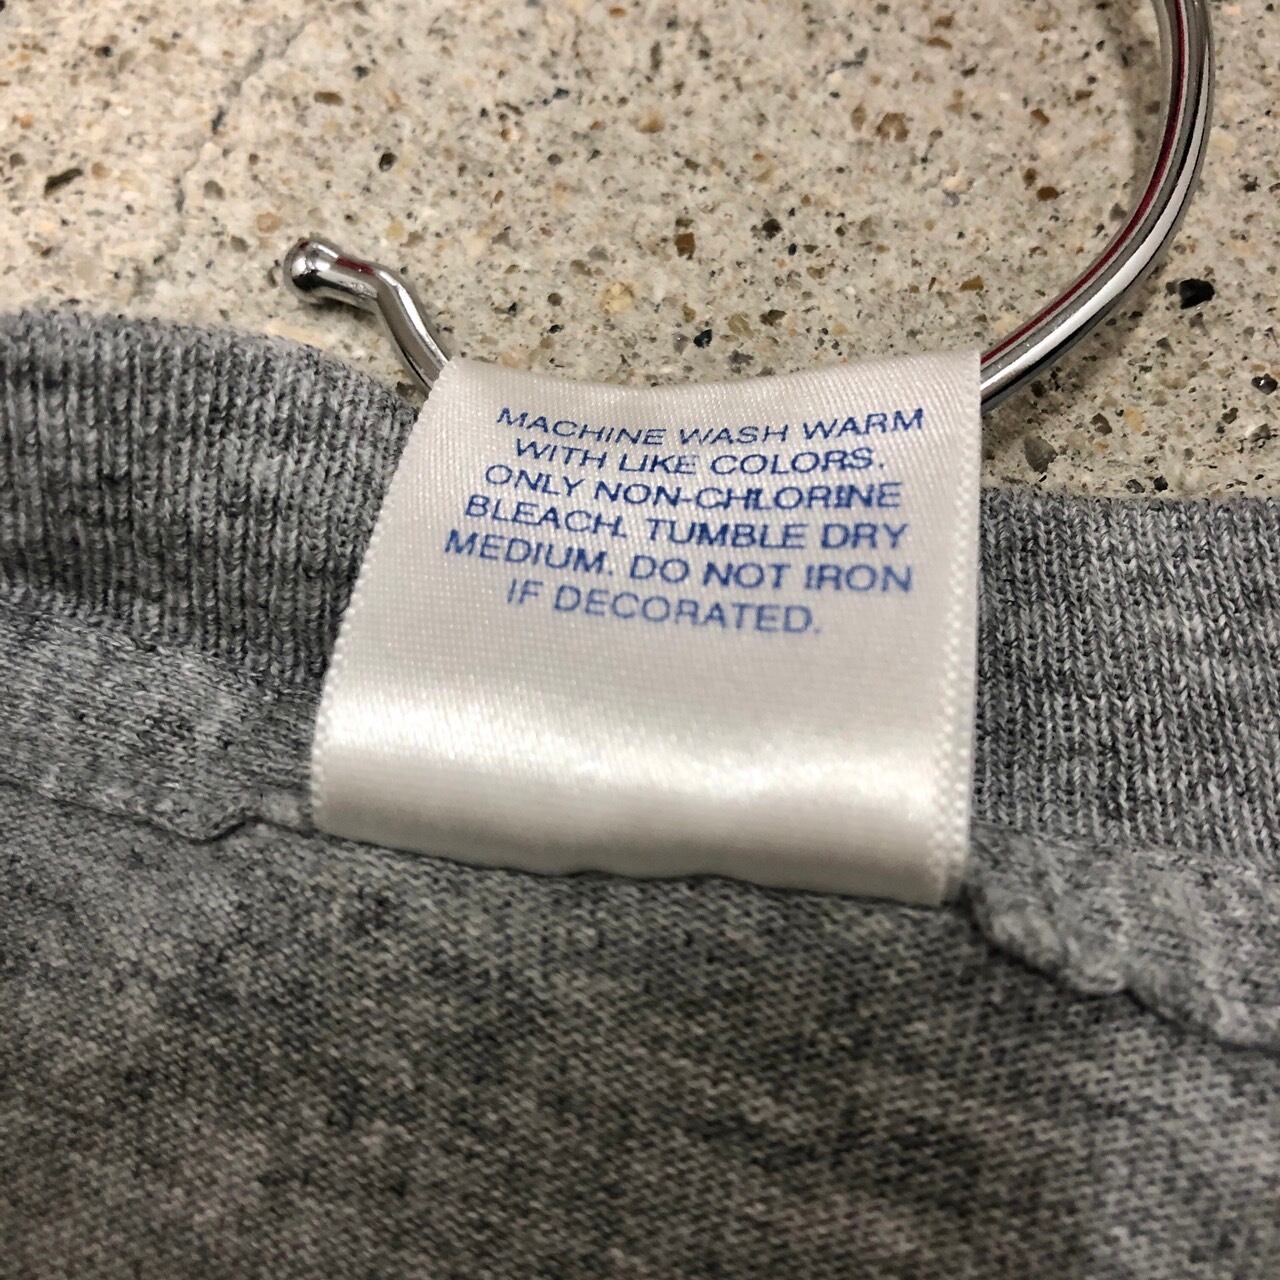 MACHINE WASH WARM
WITH LIKE COLORS.
ONLY NON-CHLORINE
BLEACH. TUMBLE DRY
MEDIUM. DO NOT IRON
IF DECORATED.